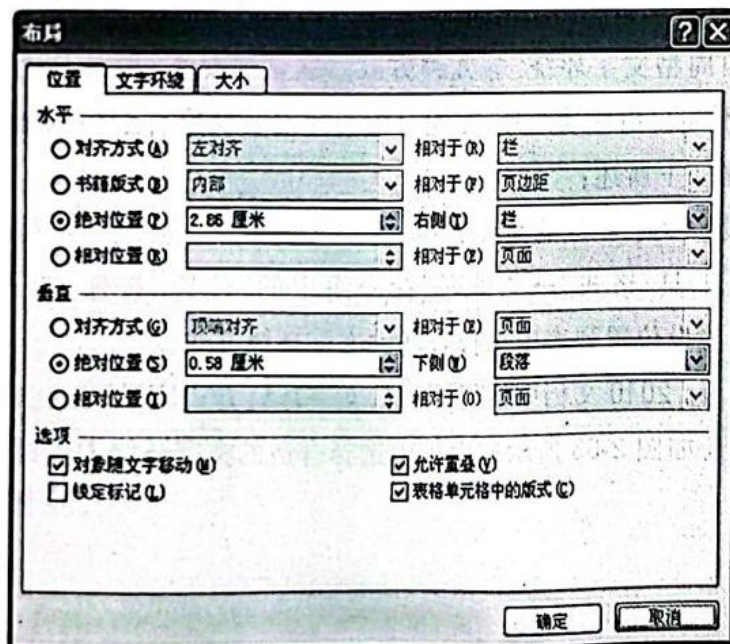 布局
位置 文字环绕 大小
水平
对齐方式(A) 左对齐 相对于(R) 栏
书籍版式(B) 内部 相对于(F) 页边距
绝对位置(P) 2.86 厘米 右侧(T) 栏
相对位置(R) 相对于(E) 页面
垂直
对齐方式(G) 顶端对齐 相对于(E) 页面
绝对位置(S) 0.58 厘米 下侧(W) 段落
相对位置(I) 相对于(O) 页面
选项
对象随文字移动(M) 允许重叠(V)
锁定标记(L) 表格单元格中的版式(C)
确定 取消